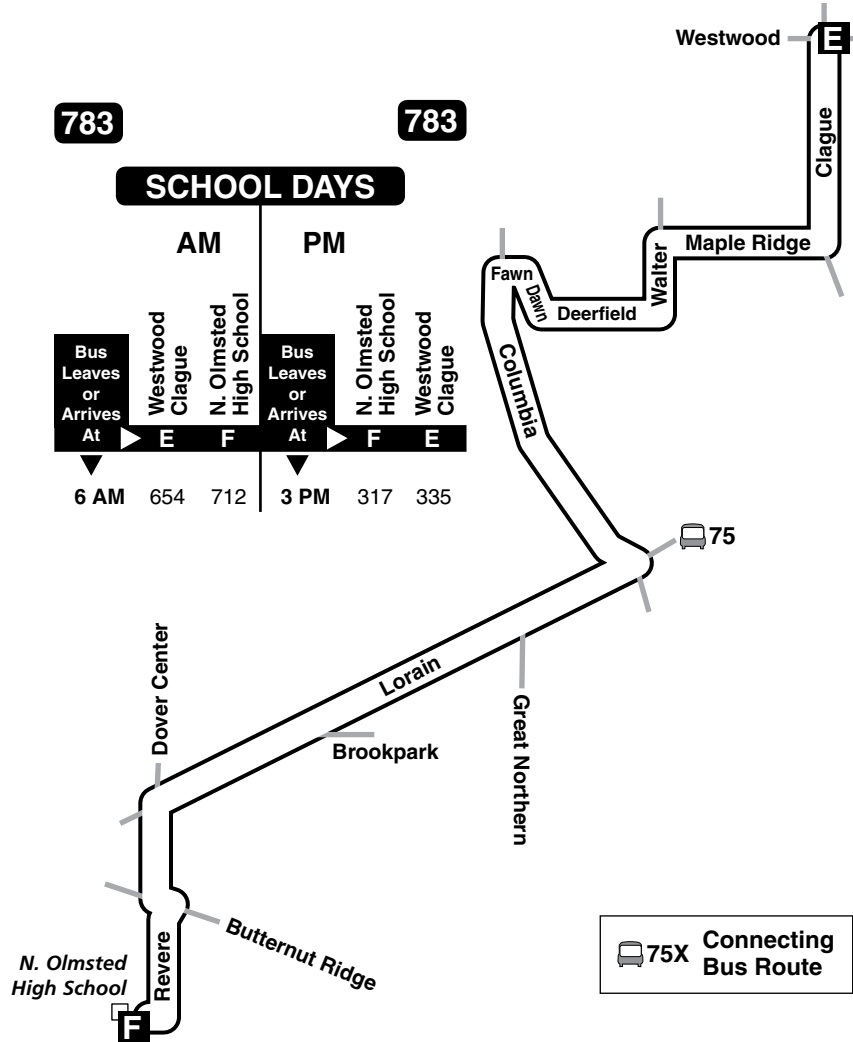 Westwood
E
Clague
783
783
SCHOOL DAYS
AM
PM
Bus
Leaves
or
Arrives
At
Westwood
Clague
N. Olmsted
High School
Bus
Leaves
or
Arrives
At
N. Olmsted
High School
Westwood
Clague
E
F
F
E
6 AM 654 712
3 PM 317 335
Maple Ridge
Walter
Fawn
Dawn
Deerfield
Columbia
75
Lorain
Dover Center
Brookpark
Great Northern
Butternut Ridge
Revere
N. Olmsted
High School
F
75X
Connecting
Bus Route